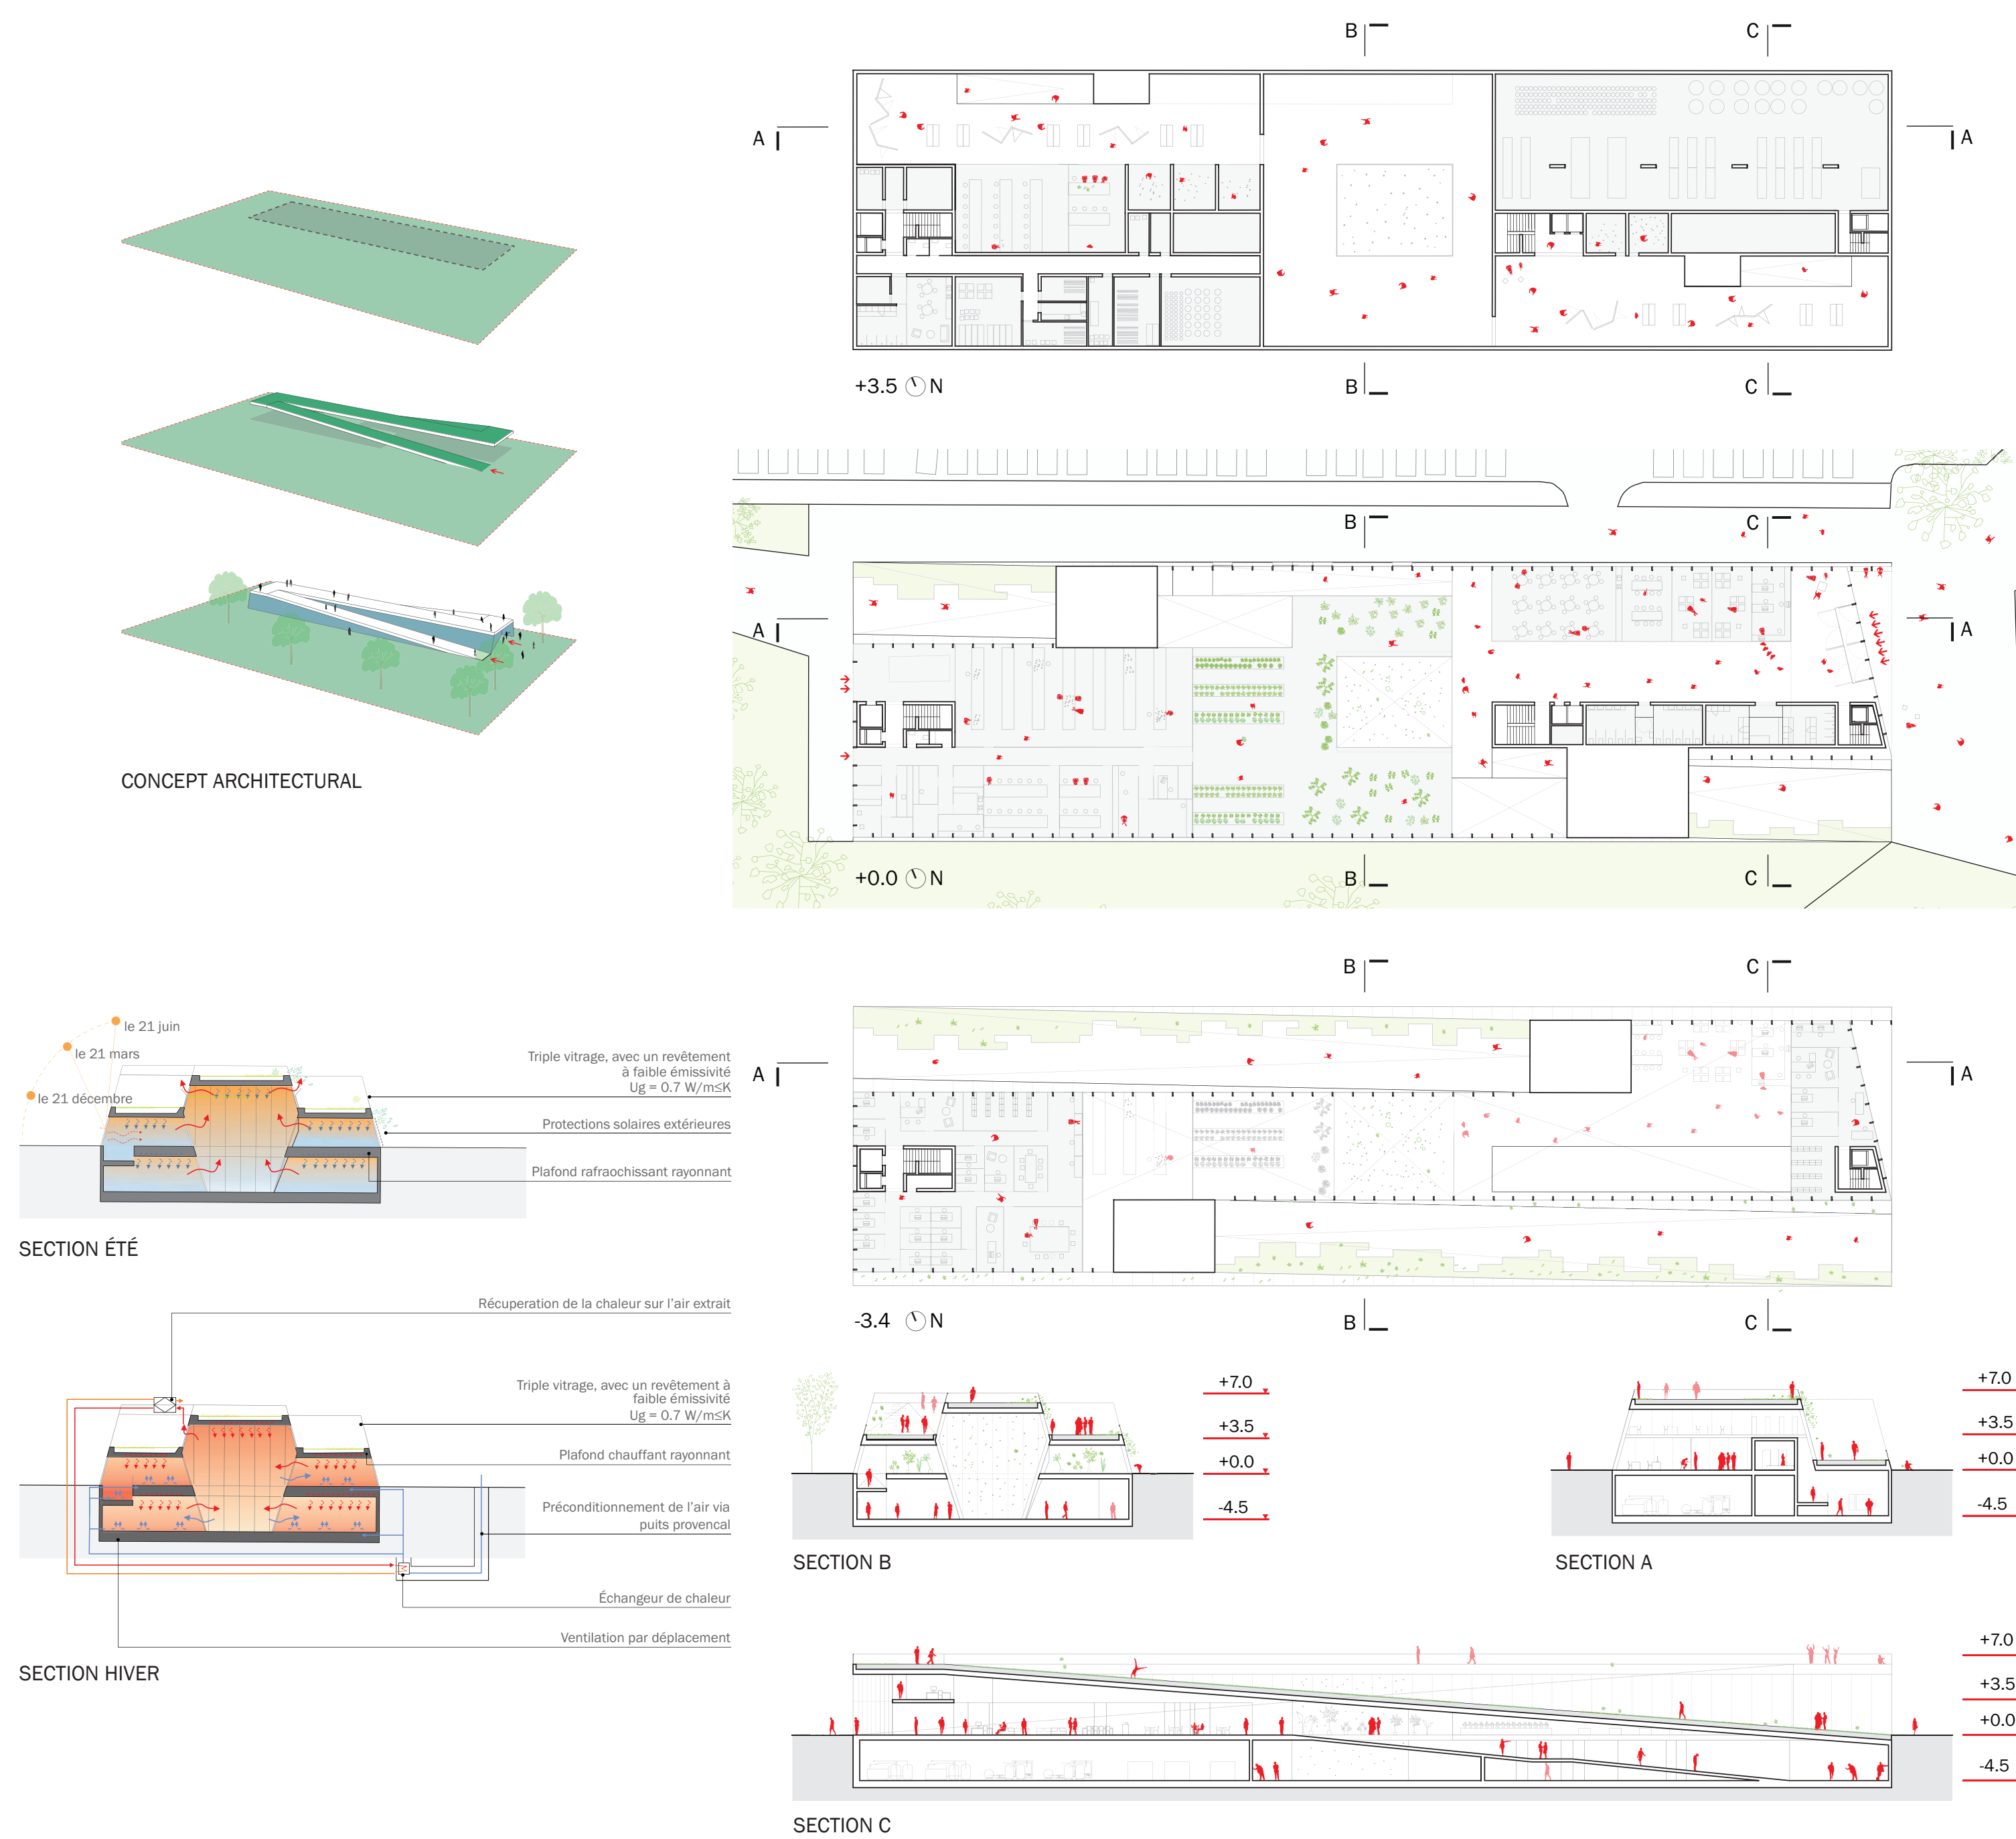 B
C
A
A
+3.5
N
B
C
CONCEPT ARCHITECTURAL
B
C
A
A
+0.0
N
B
C
le 21 juin
le 21 mars
le 21 décembre
Triple vitrage, avec un revêtement
à faible émissivité
Ug = 0.7 W/m≤K
Protections solaires extérieures
Plafond rafraochissant rayonnant
SECTION ÉTÉ
B
C
A
A
-3.4
N
B
C
Récuperation de la chaleur sur l'air extrait
Triple vitrage, avec un revêtement à
faible émissivité
Ug = 0.7 W/m≤K
Plafond chauffant rayonnant
Préconditionnement de l'air via
puits provencal
Échangeur de chaleur
Ventilation par déplacement
SECTION HIVER
+7.0
+3.5
+0.0
-4.5
SECTION B
+7.0
+3.5
+0.0
-4.5
SECTION A
+7.0
+3.5
+0.0
-4.5
SECTION C